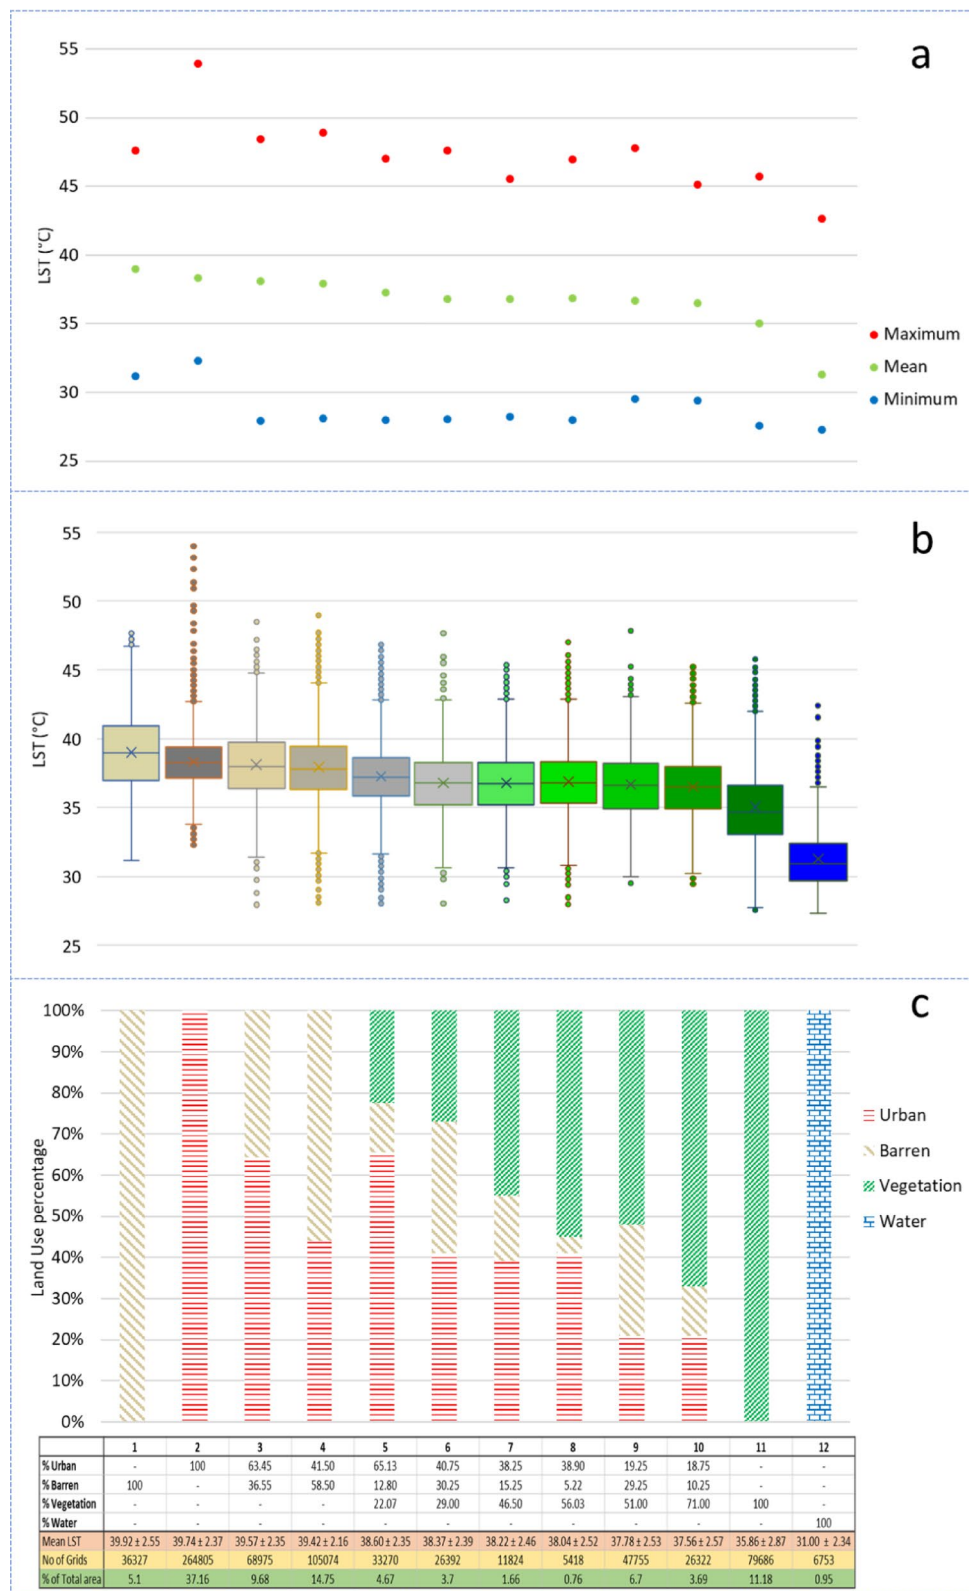 a
55
50
45
40
35
30
25
LST (°C)
Maximum
Mean
Minimum
b
55
50
45
40
35
30
25
LST (°C)
c
100%
90%
80%
70%
60%
50%
40%
30%
20%
10%
0%
Land Use percentage
Urban
Barren
Vegetation
Water
1 2 3 4 5 6 7 8 9 10 11 12
% Urban - 100 63.45 41.50 65.13 40.75 38.25 38.90 19.25 18.75 - -
% Barren 100 - 36.55 58.50 12.80 30.25 15.25 5.22 29.25 10.25 - -
% Vegetation - - - - 22.07 29.00 46.50 56.03 51.00 71.00 100 -
% Water - - - - - - - - - - - 100
Mean LST 39.92 ± 2.55 39.74 ± 2.37 39.57 ± 2.35 39.42 ± 2.16 38.60 ± 2.35 38.37 ± 2.39 38.22 ± 2.46 38.04 ± 2.52 37.78 ± 2.53 37.56 ± 2.57 35.86 ± 2.87 31.00 ± 2.34
No of Grids 36327 264805 68975 105074 33270 26392 11824 5418 47755 26322 79686 6753
% of Total area 5.1 37.16 9.68 14.75 4.67 3.7 1.66 0.76 6.7 3.69 11.18 0.95